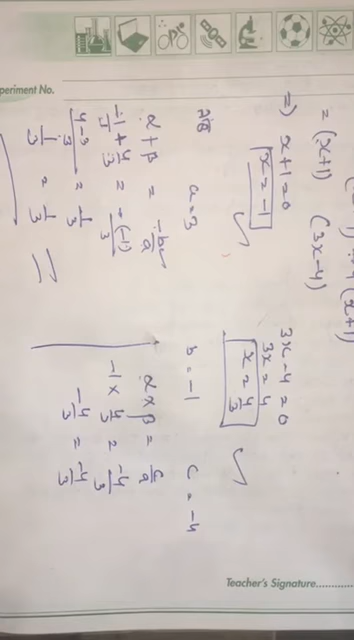 Experiment No.
(x+1)
= (x+1) (3x-4)
=) x+1=0 3x-4=0
3x=4
x=-1 x=4/3
a=3 b=-1 c=-4
α+β = -b/a α×β = c/a
-1/1 + 4/3 = -(-1)/3 -1 × 4/3 = -4/3
4-3/3 = 1/3 -4/3 = -4/3
1/3 = 1/3
Teacher's Signature